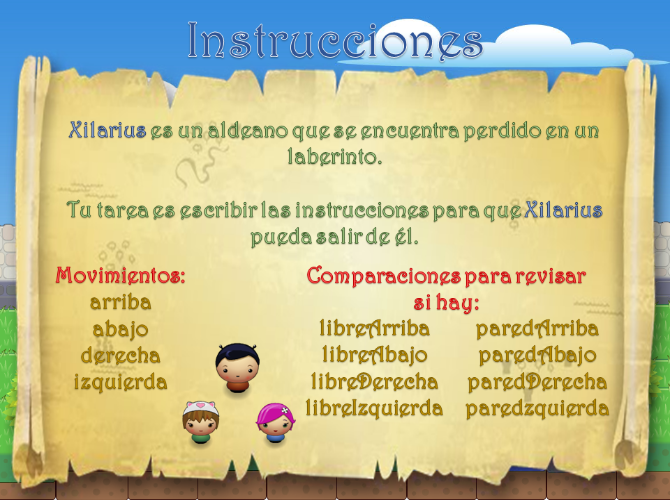 Instrucciones
Xilarius es un aldeano que se encuentra perdido en un
laberinto.
Tu tarea es escribir las instrucciones para que Xilarius
pueda salir de él.
Movimientos:
arriba
abajo
derecha
izquierda
Comparaciones para revisar
si hay:
libreArriba paredArriba
libreAbajo paredAbajo
libreDerecha paredDerecha
libreIzquierda paredzquierda